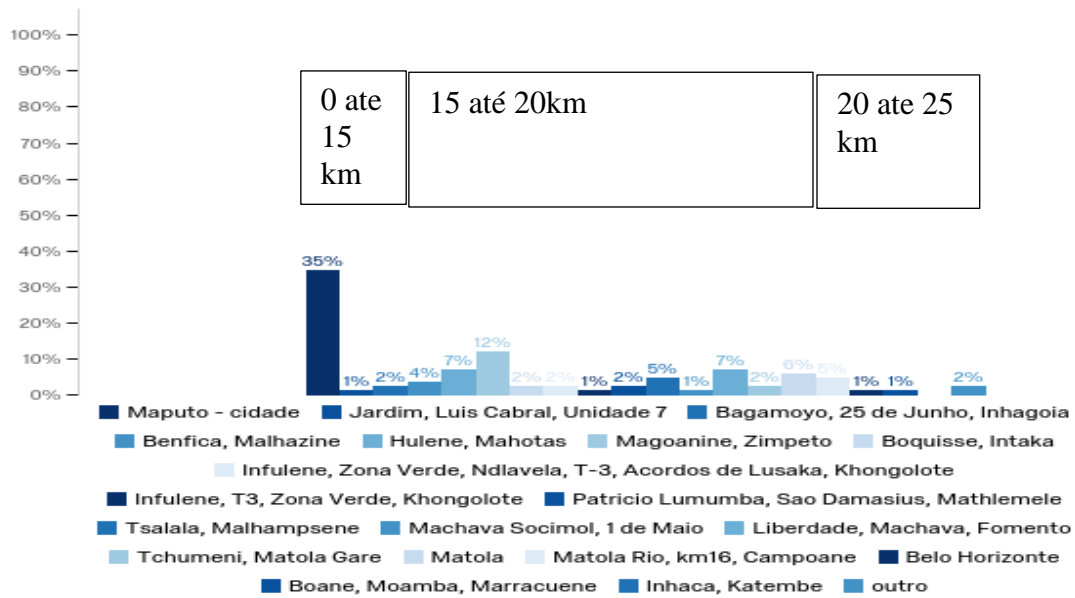 100%
90%
80%
70%
60%
50%
40%
30%
20%
10%
0%
0 ate
15
km
15 até 20km
20 ate 25
km
35%
1%
2%
4%
7%
12%
2%
2%
1%
2%
5%
1%
7%
2%
6%
5%
1%
1%
2%
Maputo - cidade Jardim, Luis Cabral, Unidade 7 Bagamoyo, 25 de Junho, Inhagoia
Benfica, Malhazine Hulene, Mahotas Magoanine, Zimpeto Boquisse, Intaka
Infulene, Zona Verde, Ndlavela, T-3, Acordos de Lusaka, Khongolote
Infulene, T3, Zona Verde, Khongolote Patricio Lumumba, Sao Damasius, Mathlemele
Tsalala, Malhampsene Machava Socimol, 1 de Maio Liberdade, Machava, Fomento
Tchumeni, Matola Gare Matola Matola Rio, km16, Campoane Belo Horizonte
Boane, Moamba, Marracuene Inhaca, Katembe outro